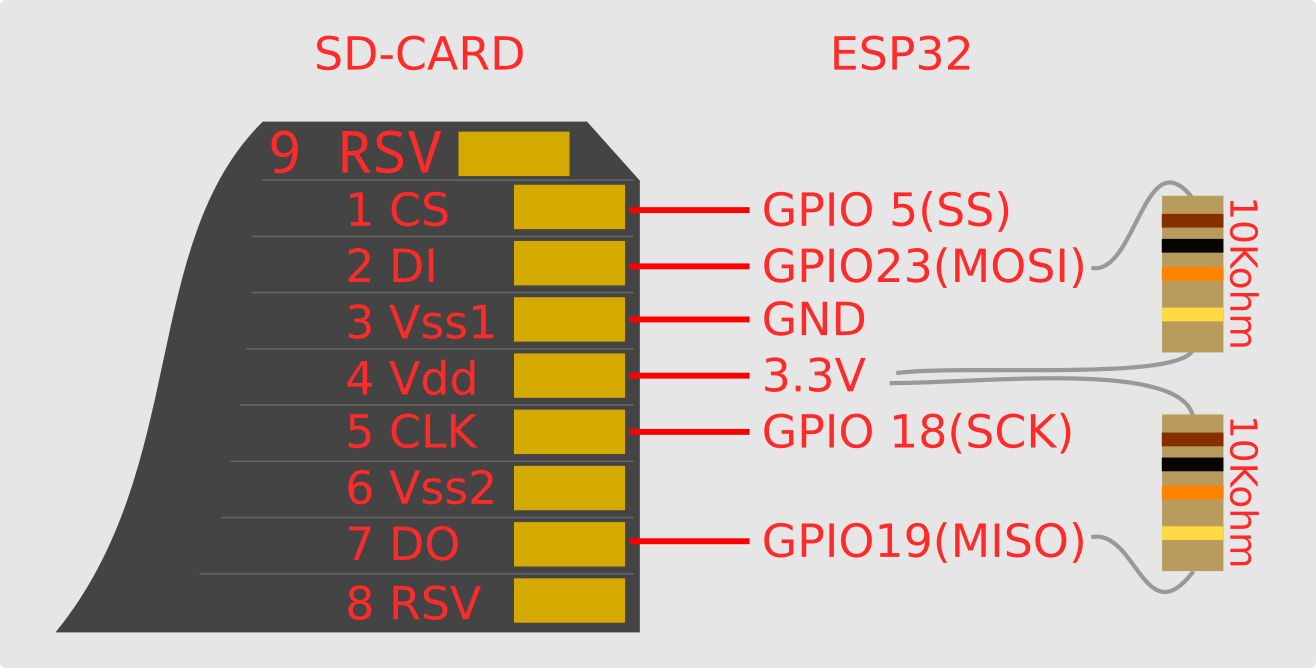 SD-CARD ESP32
9 RSV
1 CS GPIO 5(SS)
2 DI GPIO23(MOSI)
3 Vss1 GND
4 Vdd 3.3V
5 CLK GPIO 18(SCK)
6 Vss2
7 DO GPIO19(MISO)
8 RSV
10Kohm
10Kohm